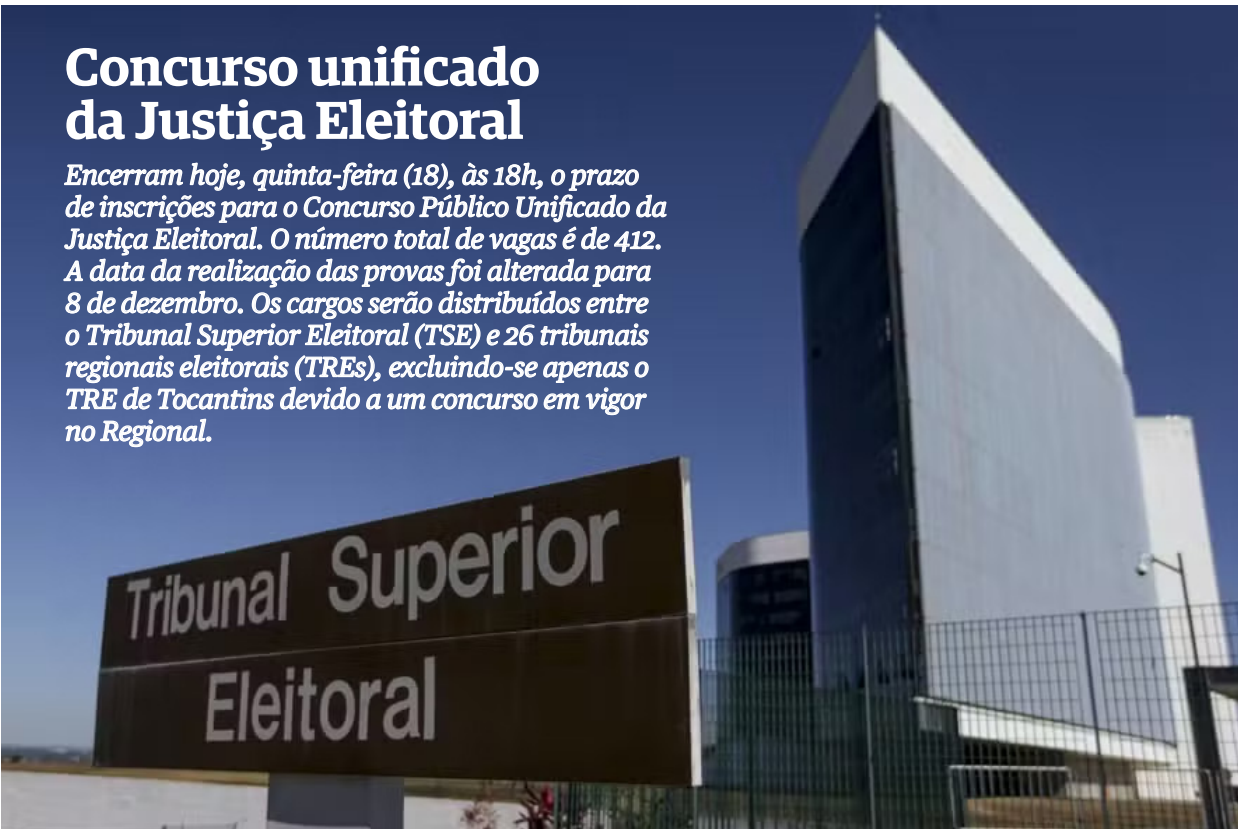 Concurso unificado
da Justiça Eleitoral
Encerram hoje, quinta-feira (18), às 18h, o prazo
de inscrições para o Concurso Público Unificado da
Justiça Eleitoral. O número total de vagas é de 412.
A data da realização das provas foi alterada para
8 de dezembro. Os cargos serão distribuídos entre
o Tribunal Superior Eleitoral (TSE) e 26 tribunais
regionais eleitorais (TREs), excluindo-se apenas o
TRE de Tocantins devido a um concurso em vigor
no Regional.
Tribunal Superior
Eleitoral